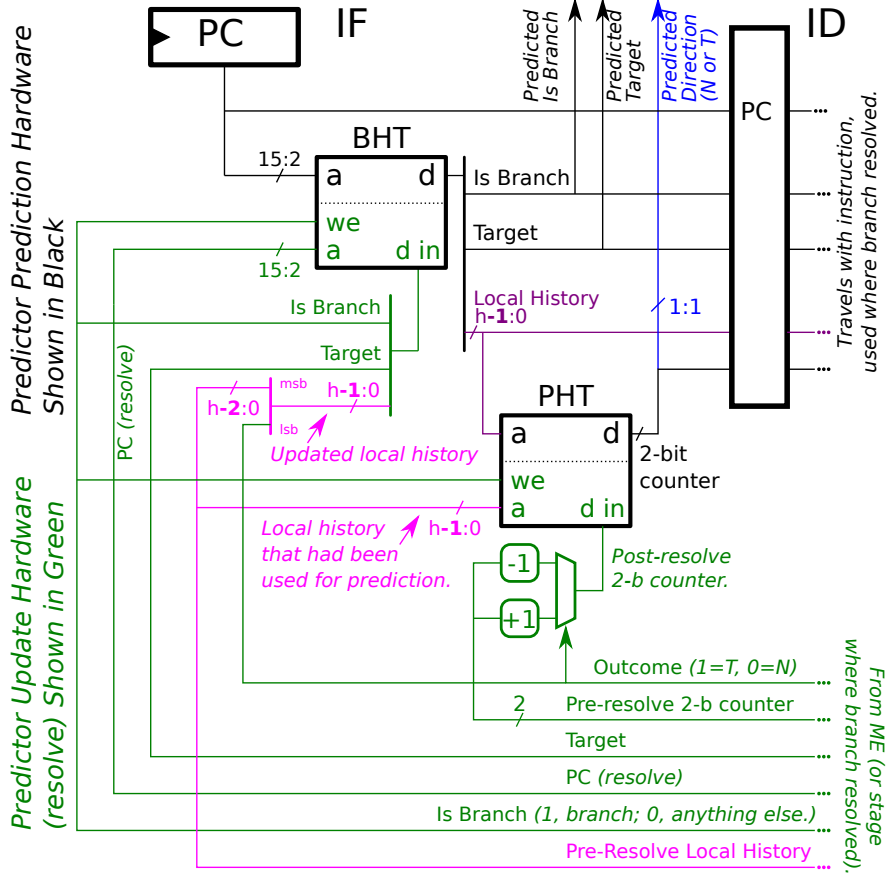 PC
IF
ID
Predictor Prediction Hardware
Shown in Black
Predicted
Is Branch
Predicted
Target
Predicted
Direction
(N or T)
PC
...
Travels with instruction,
used where branch resolved.
BHT
15:2
a d
Is Branch
...
we
Target
...
a d in
15:2
Local History
h-1:0
...
1:1
Is Branch
Target
...
PC (resolve)
msb
h-2:0
h-1:0
lsb
Updated local history
PHT
a d
2-bit
counter
we
a d in
h-1:0
Local history
that had been
used for prediction.
Predictor Update Hardware
(resolve) Shown in Green
-1
+1
Post-resolve
2-b counter.
Outcome (1=T, 0=N)
...
2
Pre-resolve 2-b counter
...
Target
...
PC (resolve)
...
Is Branch (1, branch; 0, anything else.)
...
Pre-Resolve Local History
...
From ME (or stage
where branch resolved).